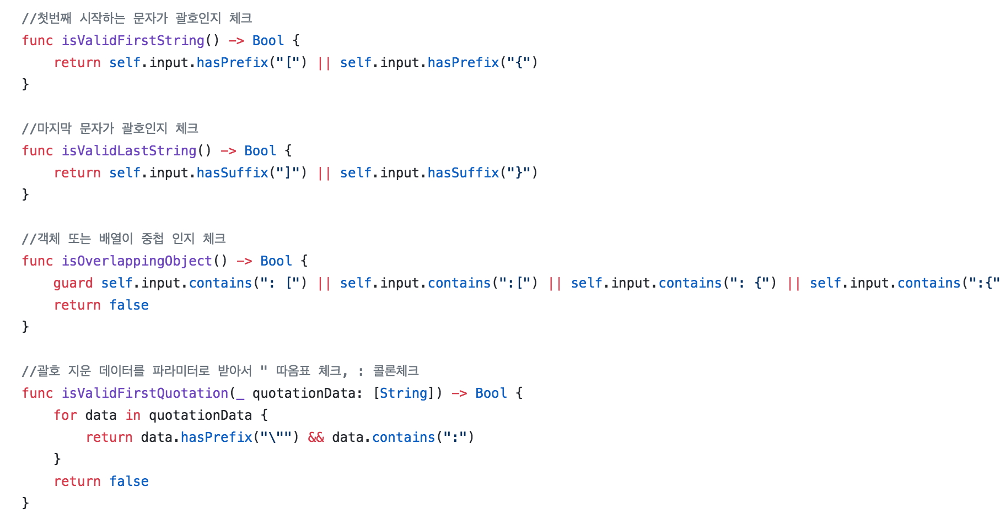 //첫번째 시작하는 문자가 괄호인지 체크
func isValidFirstString() -> Bool {
    return self.input.hasPrefix("[") || self.input.hasPrefix("{")
}
//마지막 문자가 괄호인지 체크
func isValidLastString() -> Bool {
    return self.input.hasSuffix("]") || self.input.hasSuffix("}")
}
//객체 또는 배열이 중첩 인지 체크
func isOverlappingObject() -> Bool {
    guard self.input.contains(": [") || self.input.contains(":[") || self.input.contains(": {") || self.input.contains(":{"
    return false
}
//괄호 지운 데이터를 파라미터로 받아서 " 따옴표 체크, : 콜론체크
func isValidFirstQuotation(_ quotationData: [String]) -> Bool {
    for data in quotationData {
        return data.hasPrefix("\"") && data.contains(":")
    }
    return false
}